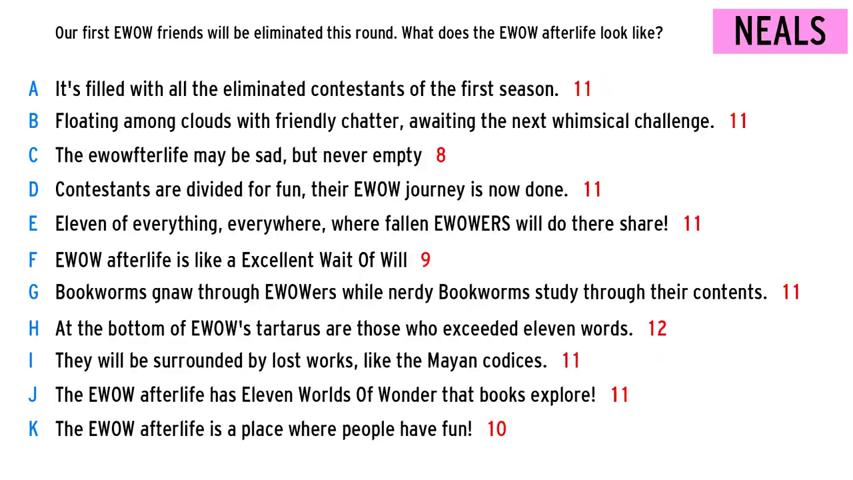 Our first EWOW friends will be eliminated this round. What does the EWOW afterlife look like?
NEALS
A It's filled with all the eliminated contestants of the first season. 11
B Floating among clouds with friendly chatter, awaiting the next whimsical challenge. 11
C The ewowfterlife may be sad, but never empty 8
D Contestants are divided for fun, their EWOW journey is now done. 11
E Eleven of everything, everywhere, where fallen EWOWERS will do there share! 11
F EWOW afterlife is like a Excellent Wait Of Will 9
G Bookworms gnaw through EWOWers while nerdy Bookworms study through their contents. 11
H At the bottom of EWOW's tartarus are those who exceeded eleven words. 12
I They will be surrounded by lost works, like the Mayan codices. 11
J The EWOW afterlife has Eleven Worlds Of Wonder that books explore! 11
K The EWOW afterlife is a place where people have fun! 10